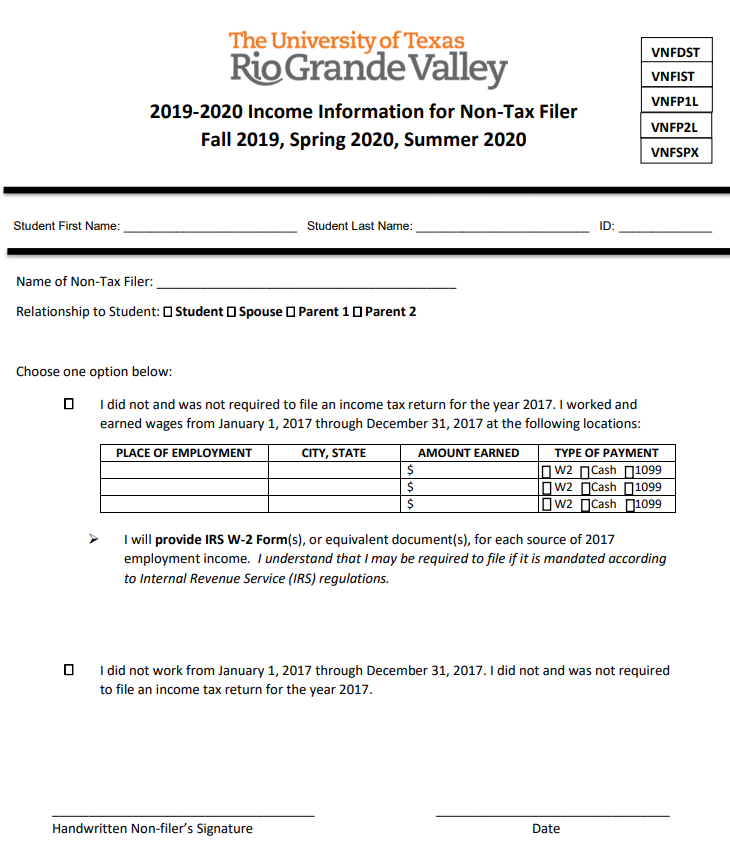 The University of Texas
Rio Grande Valley
VNFDST
VNFIST
VNFP1L
VNFP2L
VNFSPX
2019-2020 Income Information for Non-Tax Filer
Fall 2019, Spring 2020, Summer 2020
Student First Name: __________________________ Student Last Name: __________________________ ID: ______________
Name of Non-Tax Filer: ________________________________________
Relationship to Student: ☐ Student ☐ Spouse ☐ Parent 1 ☐ Parent 2
Choose one option below:
☐ I did not and was not required to file an income tax return for the year 2017. I worked and
earned wages from January 1, 2017 through December 31, 2017 at the following locations:
PLACE OF EMPLOYMENT CITY, STATE AMOUNT EARNED TYPE OF PAYMENT
$ ☐ W2 ☐ Cash ☐ 1099
$ ☐ W2 ☐ Cash ☐ 1099
$ ☐ W2 ☐ Cash ☐ 1099
➢ I will provide IRS W-2 Form(s), or equivalent document(s), for each source of 2017
employment income. I understand that I may be required to file if it is mandated according
to Internal Revenue Service (IRS) regulations.
☐ I did not work from January 1, 2017 through December 31, 2017. I did not and was not required
to file an income tax return for the year 2017.
Handwritten Non-filer's Signature Date